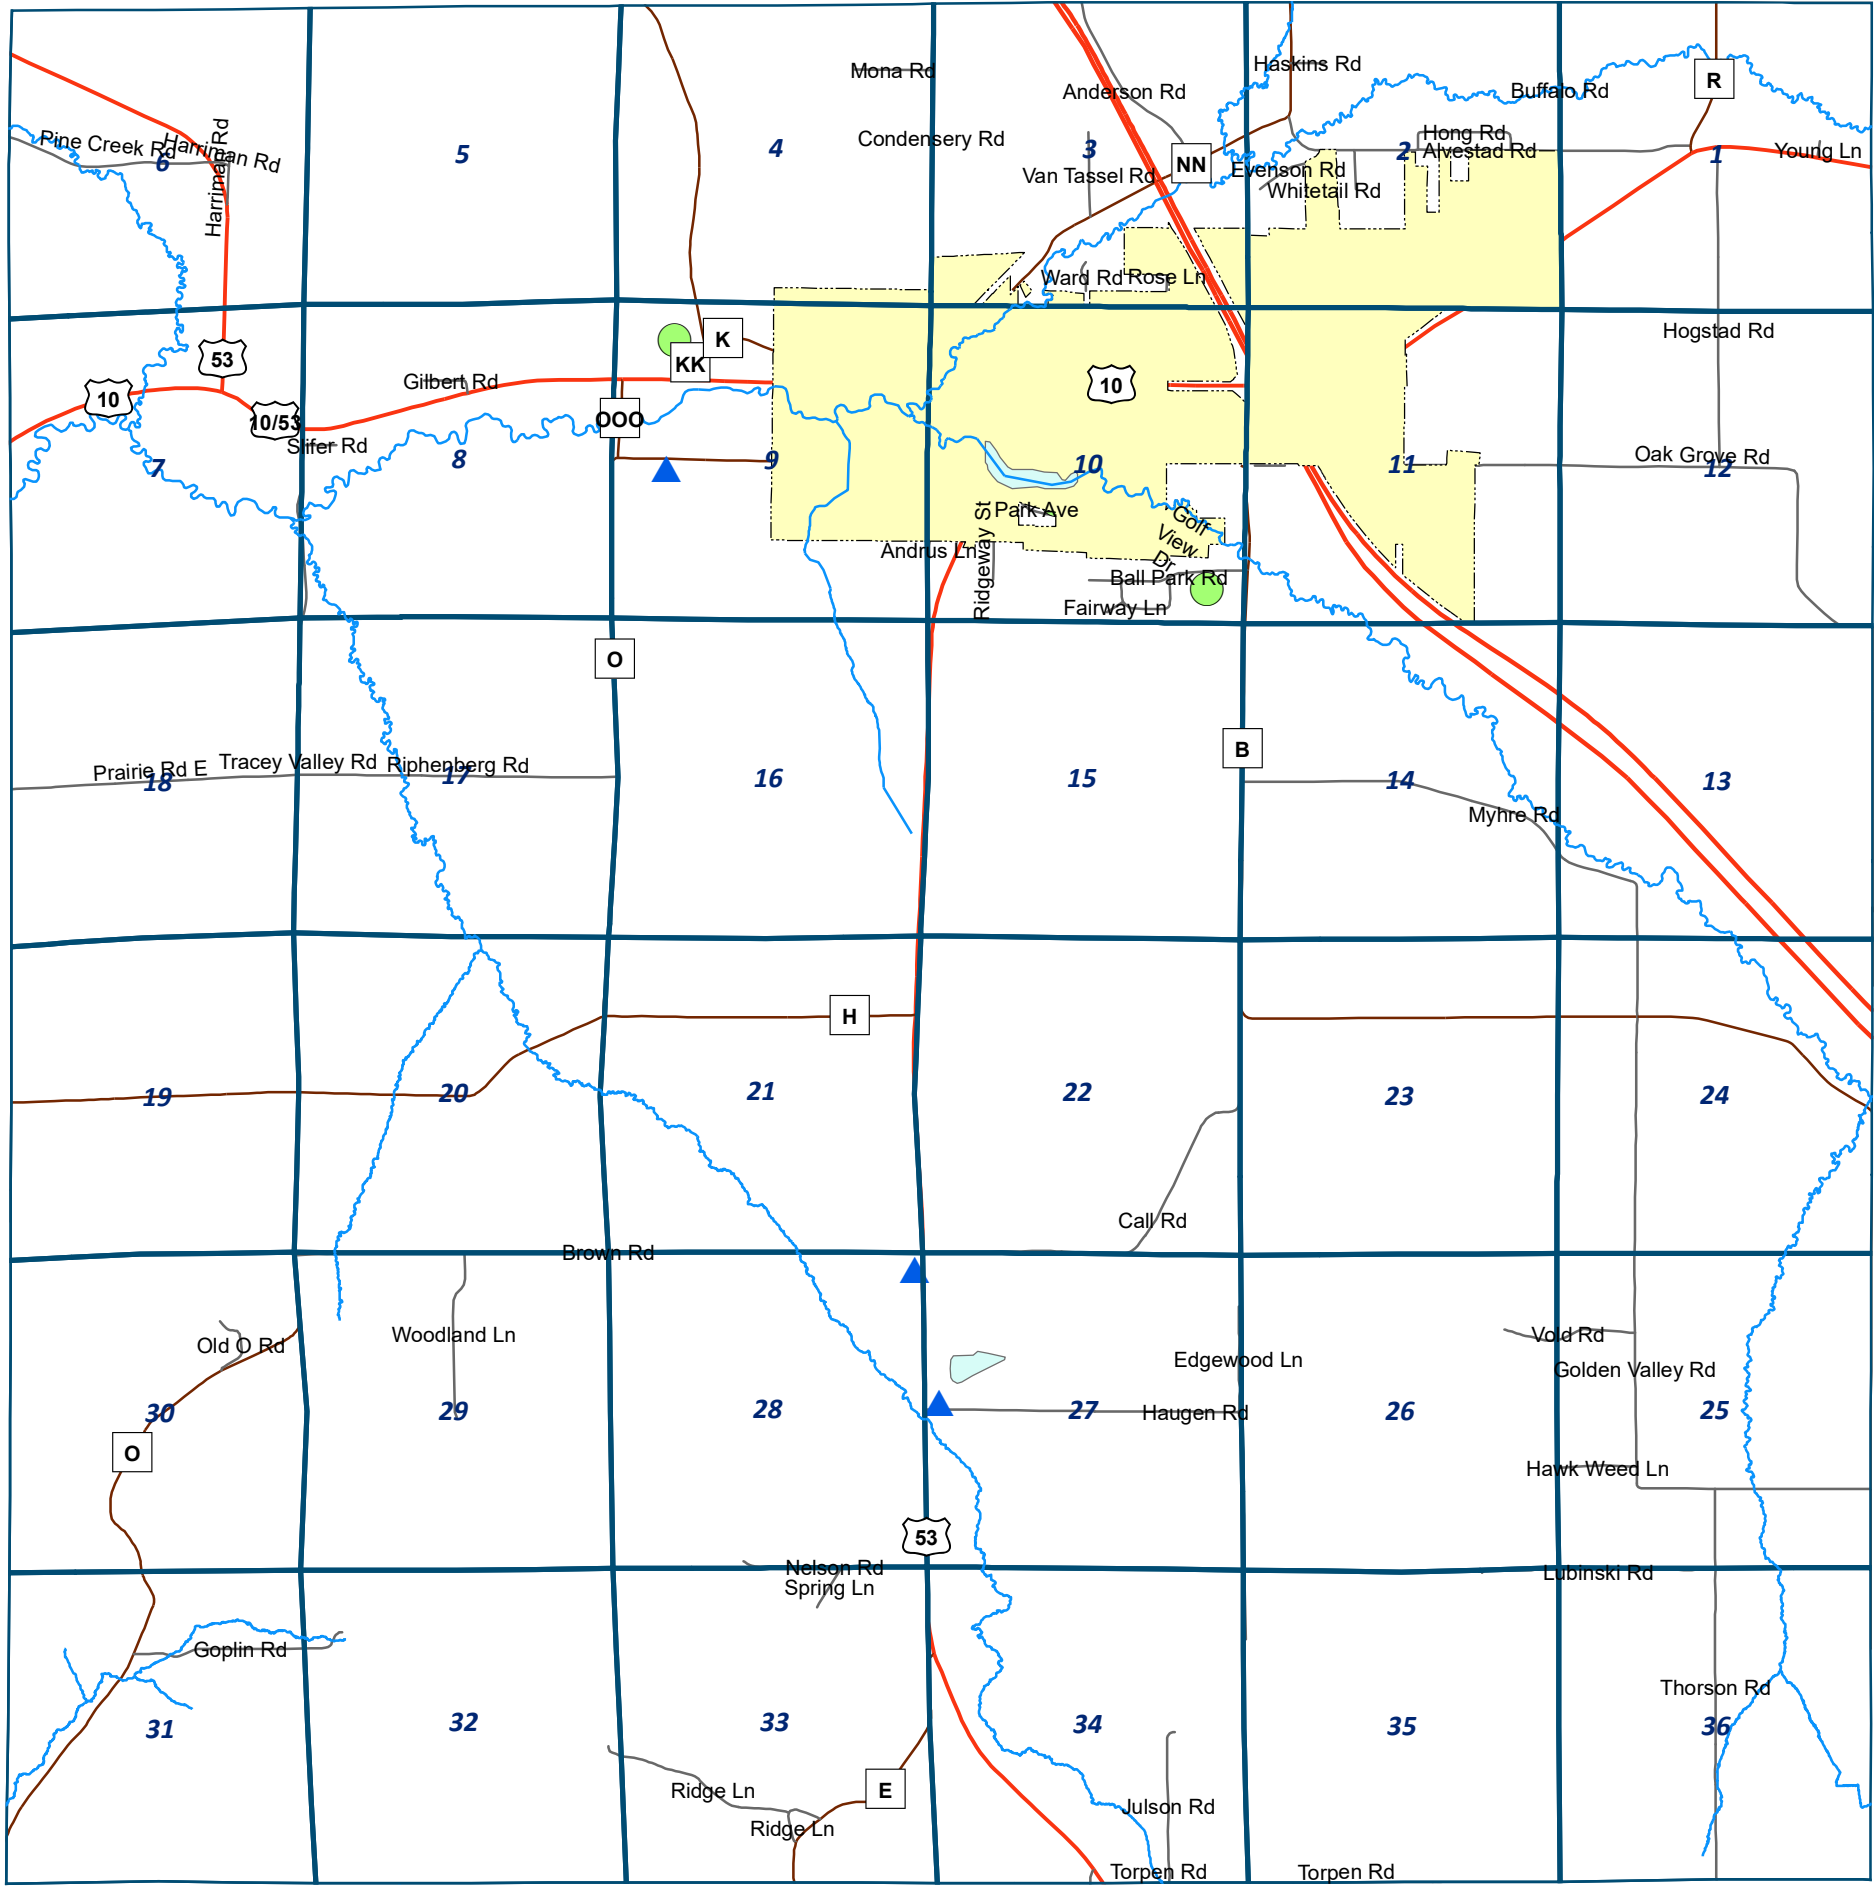 Mona Rd
Haskins Rd
Anderson Rd
Buffalo Rd
R
Pine Creek Rd
Harriman Rd
Harriman Rd
6
5
4
Condensery Rd
3
NN
Van Tassel Rd
Evenson Rd
Whitetail Rd
2
Hong Rd
Alvestad Rd
1
Young Ln
Ward Rd
Rose Ln
53
K
KK
Hogstad Rd
10
Gilbert Rd
10
10/53
OOO
Slifer Rd
7
8
9
10
11
Oak Grove Rd
12
Park Ave
Golf
View
Dr
Andrus Ln
Ridgeway St
Ball Park Rd
Fairway Ln
O
B
Prairie Rd E
Tracey Valley Rd
Riphenberg Rd
18
17
16
15
14
13
Myhre Rd
H
19
20
21
22
23
24
Call Rd
Brown Rd
Old O Rd
Woodland Ln
Vold Rd
Edgewood Ln
Golden Valley Rd
30
29
28
27
Haugen Rd
26
25
O
Hawk Weed Ln
53
Nelson Rd
Spring Ln
Lubinski Rd
Goplin Rd
Thorson Rd
31
32
33
34
35
36
Ridge Ln
E
Julson Rd
Ridge Ln
Torpen Rd
Torpen Rd